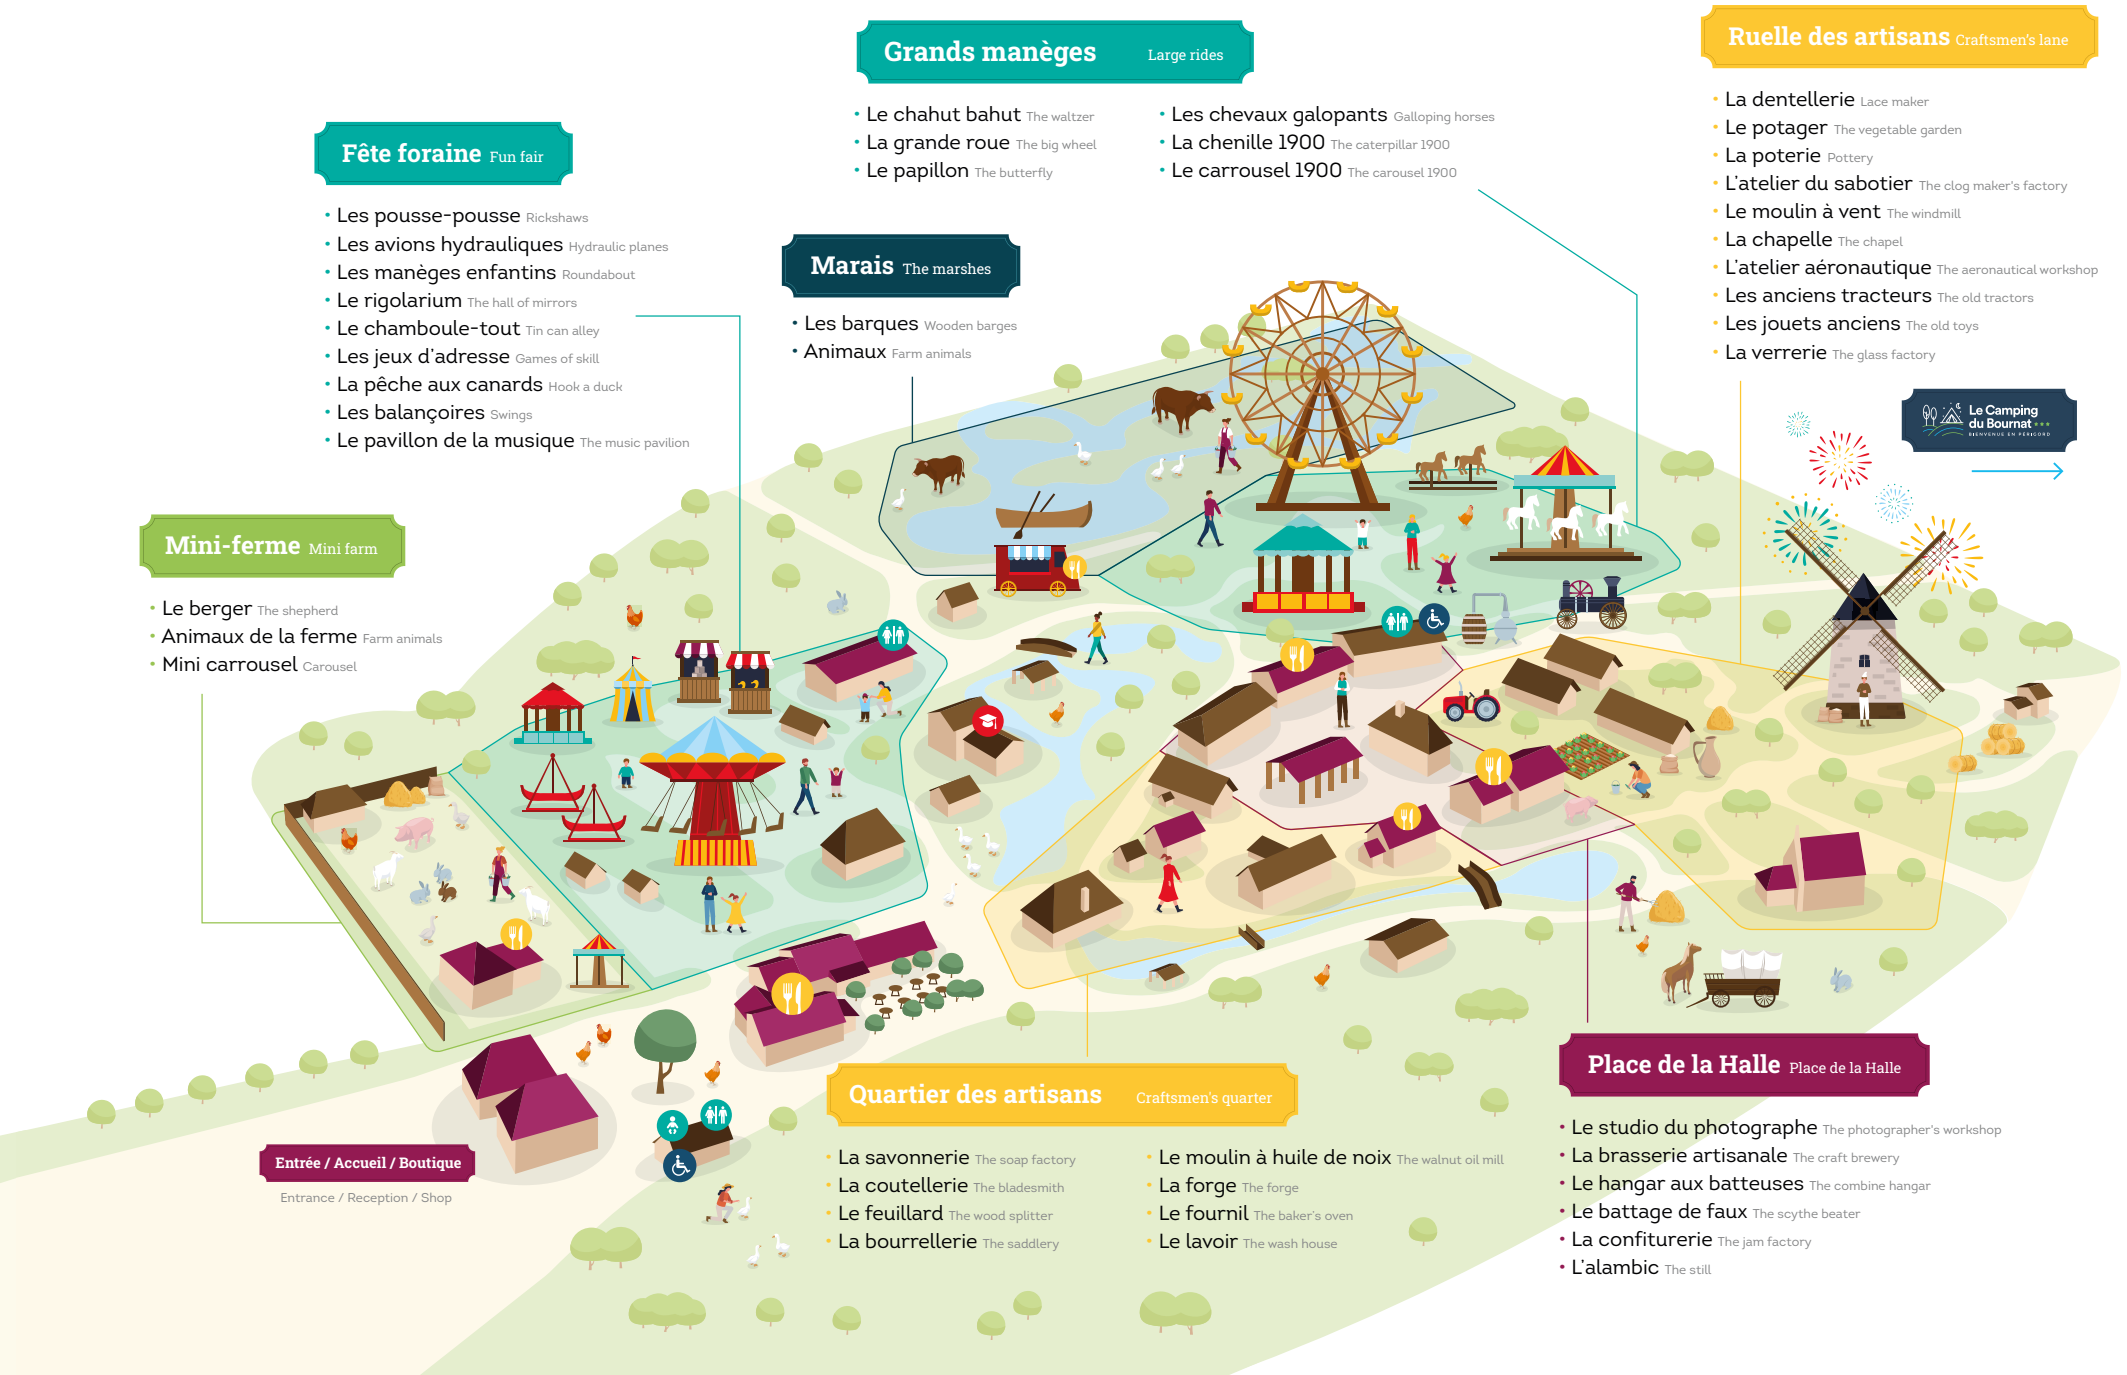 Grands manèges Large rides
• Le chahut bahut The waltzer
• La grande roue The big wheel
• Le papillon The butterfly
• Les chevaux galopants Galloping horses
• La chenille 1900 The caterpillar 1900
• Le carrousel 1900 The carousel 1900
Ruelle des artisans Craftsmen's lane
• La dentellerie Lace maker
• Le potager The vegetable garden
• La poterie Pottery
• L'atelier du sabotier The clog maker's factory
• Le moulin à vent The windmill
• La chapelle The chapel
• L'atelier aéronautique The aeronautical workshop
• Les anciens tracteurs The old tractors
• Les jouets anciens The old toys
• La verrerie The glass factory
Fête foraine Fun fair
• Les pousse-pousse Rickshaws
• Les avions hydrauliques Hydraulic planes
• Les manèges enfantins Roundabout
• Le rigolarium The hall of mirrors
• Le chamboule-tout Tin can alley
• Les jeux d'adresse Games of skill
• La pêche aux canards Hook a duck
• Les balançoires Swings
• Le pavillon de la musique The music pavilion
Marais The marshes
• Les barques Wooden barges
• Animaux Farm animals
Le Camping
du Bournat ***
BIENVENUE EN PÉRIGORD
Mini-ferme Mini farm
• Le berger The shepherd
• Animaux de la ferme Farm animals
• Mini carrousel Carousel
Entrée / Accueil / Boutique
Entrance / Reception / Shop
Quartier des artisans Craftsmen's quarter
• La savonnerie The soap factory
• La coutellerie The bladesmith
• Le feuillard The wood splitter
• La bourrellerie The saddlery
• Le moulin à huile de noix The walnut oil mill
• La forge The forge
• Le fournil The baker's oven
• Le lavoir The wash house
Place de la Halle Place de la Halle
• Le studio du photographe The photographer's workshop
• La brasserie artisanale The craft brewery
• Le hangar aux batteuses The combine hangar
• Le battage de faux The scythe beater
• La confiturerie The jam factory
• L'alambic The still